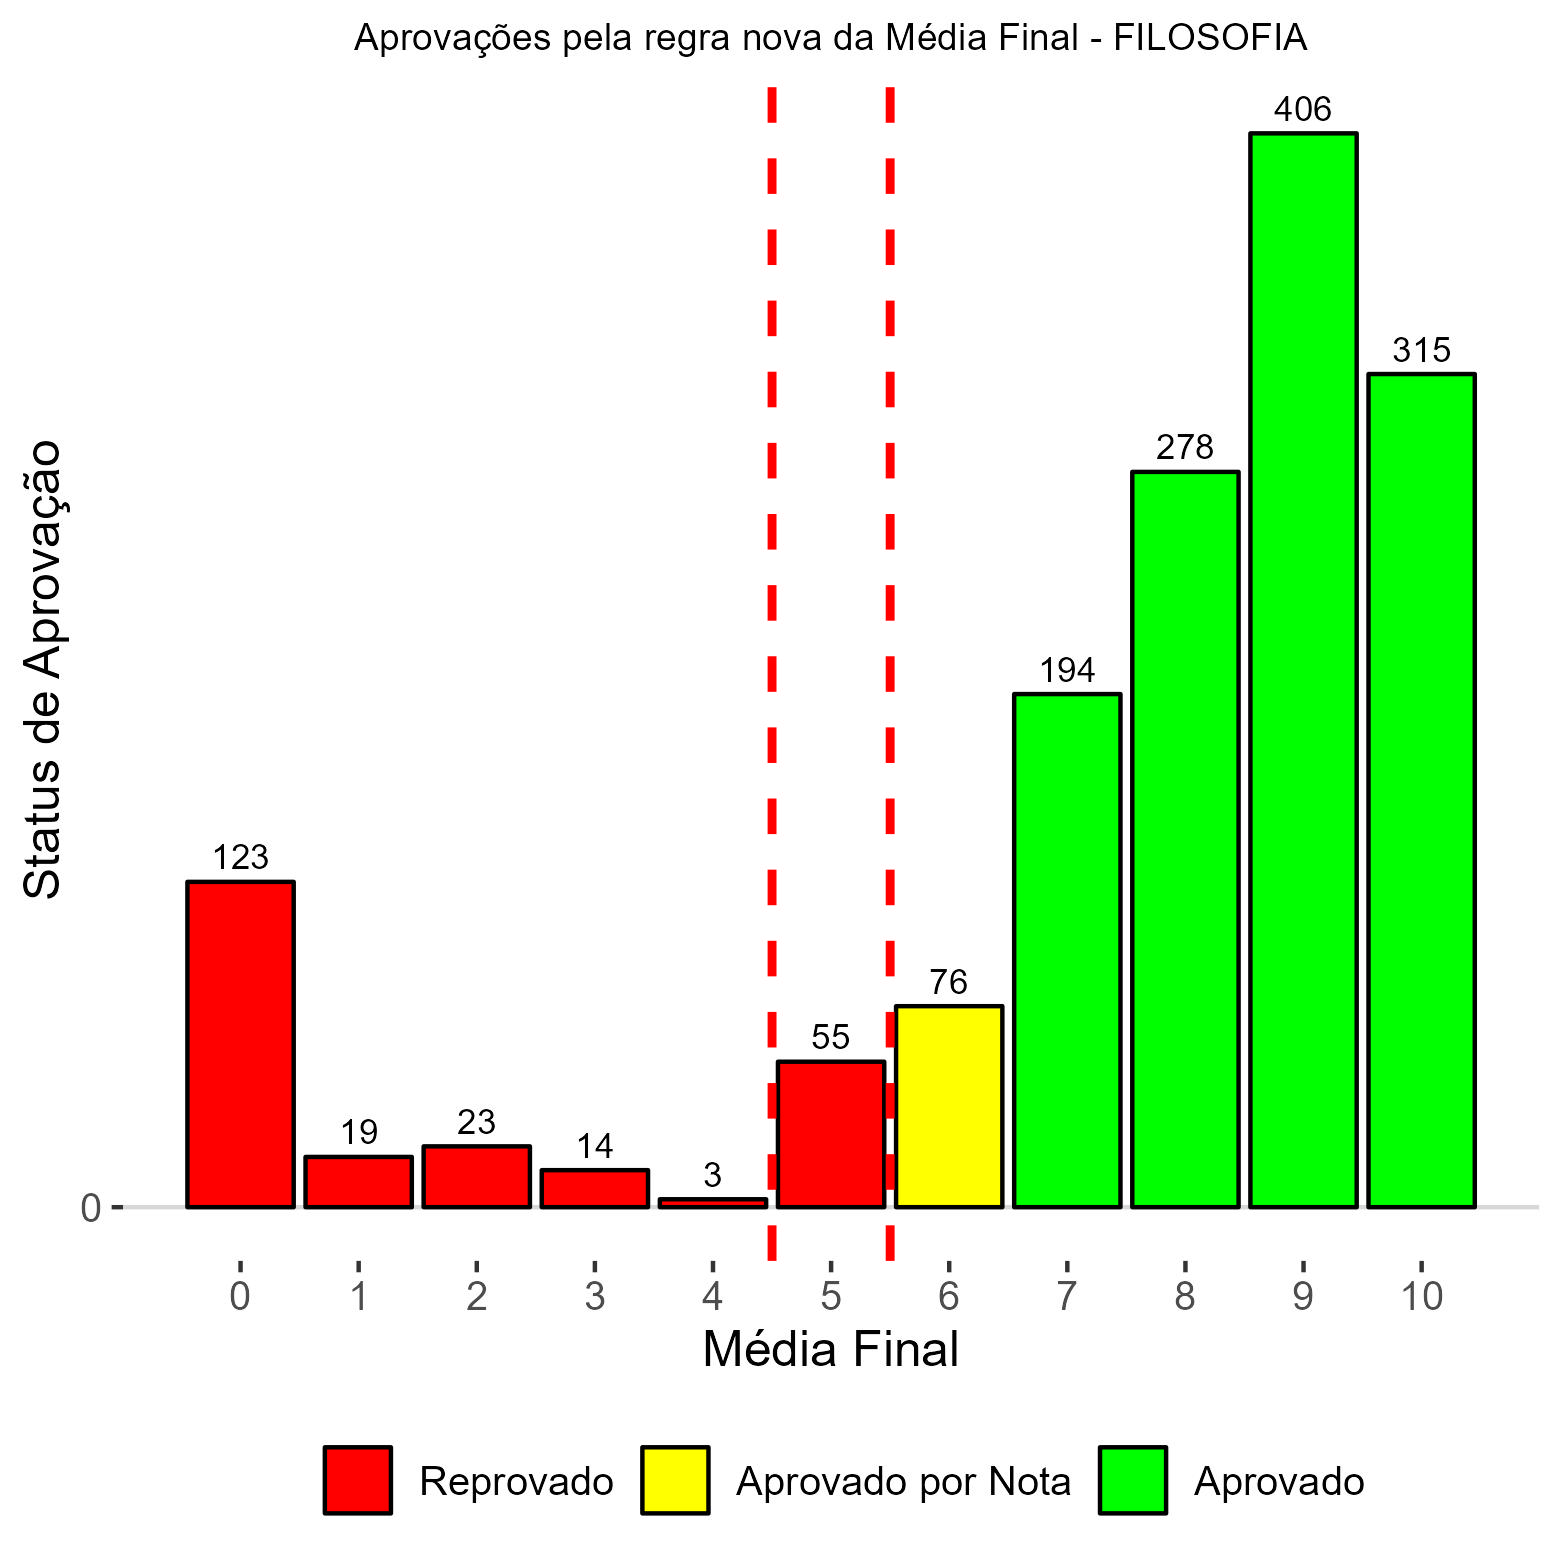 Aprovações pela regra nova da Média Final - FILOSOFIA
406
315
278
194
123
76
55
19
23
14
3
Status de Aprovação
0
0 1 2 3 4 5 6 7 8 9 10
Média Final
Reprovado Aprovado por Nota Aprovado